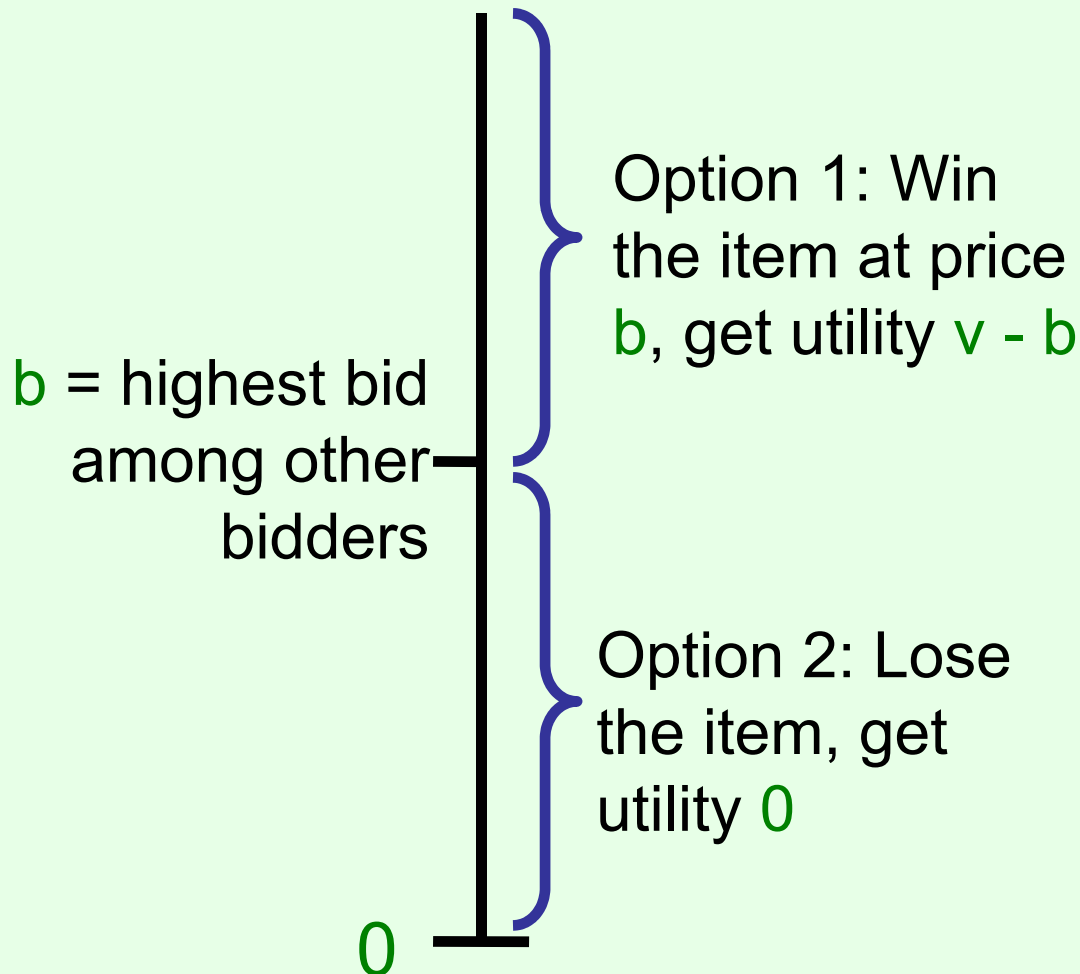 Option 1: Win
the item at price
b, get utility v - b
b = highest bid
among other
bidders
Option 2: Lose
the item, get
utility 0
0